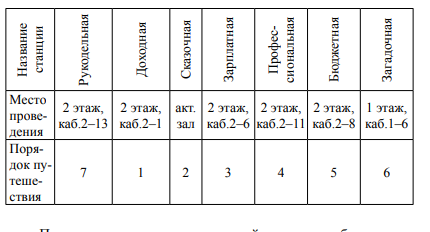 Название станции
Рукодельная
Доходная
Сказочная
Зарплатная
Профес-
сиональная
Бюджетная
Загадочная
Место прове-
дения
2 этаж, каб.2–13
2 этаж, каб.2–1
акт. зал
2 этаж, каб.2–6
2 этаж, каб.2–11
2 этаж, каб.2–8
1 этаж, каб.1–6
Поря-
док пу-
теше-
ствия
7
1
2
3
4
5
6